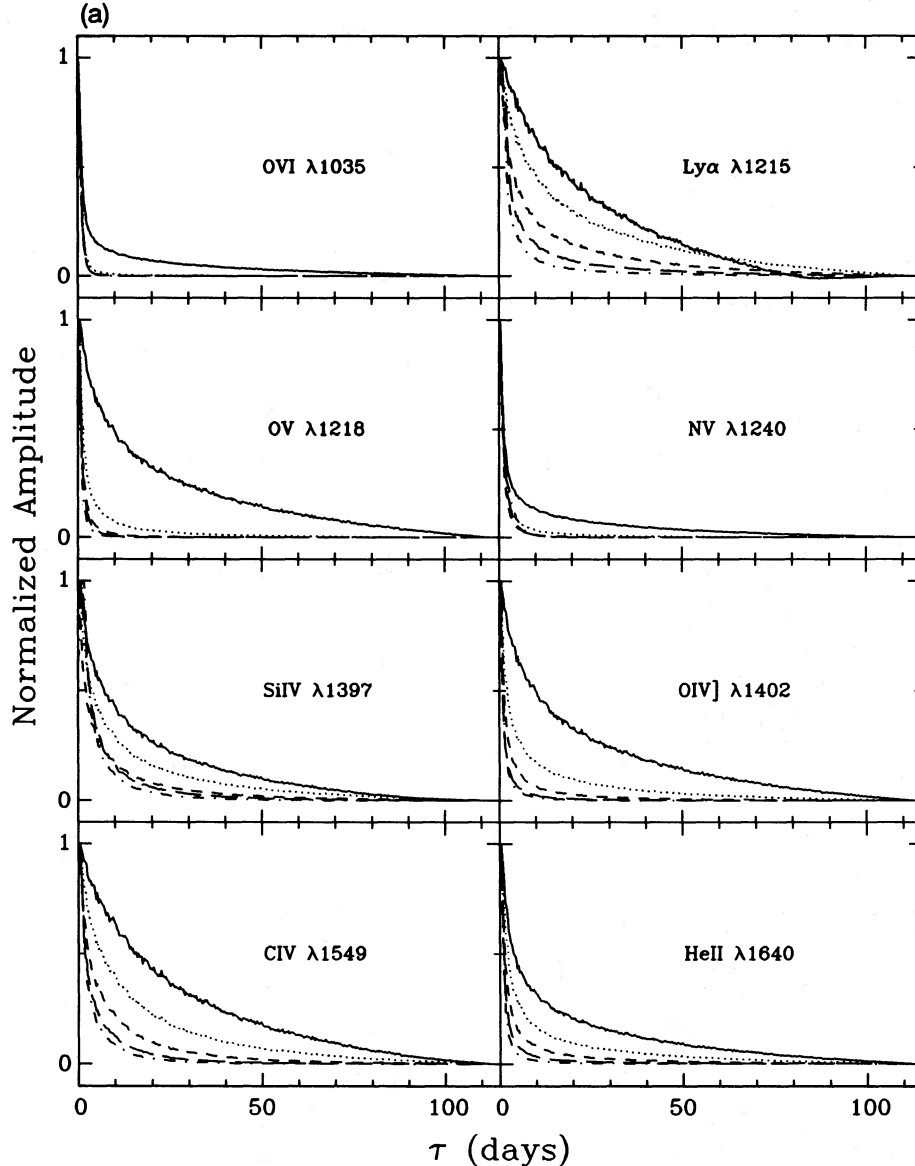 (a)
OVI λ1035
Lyα λ1215
1
0
OV λ1218
NV λ1240
1
0
SiIV λ1397
OIV] λ1402
1
0
CIV λ1549
HeII λ1640
1
0
0 50 100 0 50 100
Normalized Amplitude
τ (days)